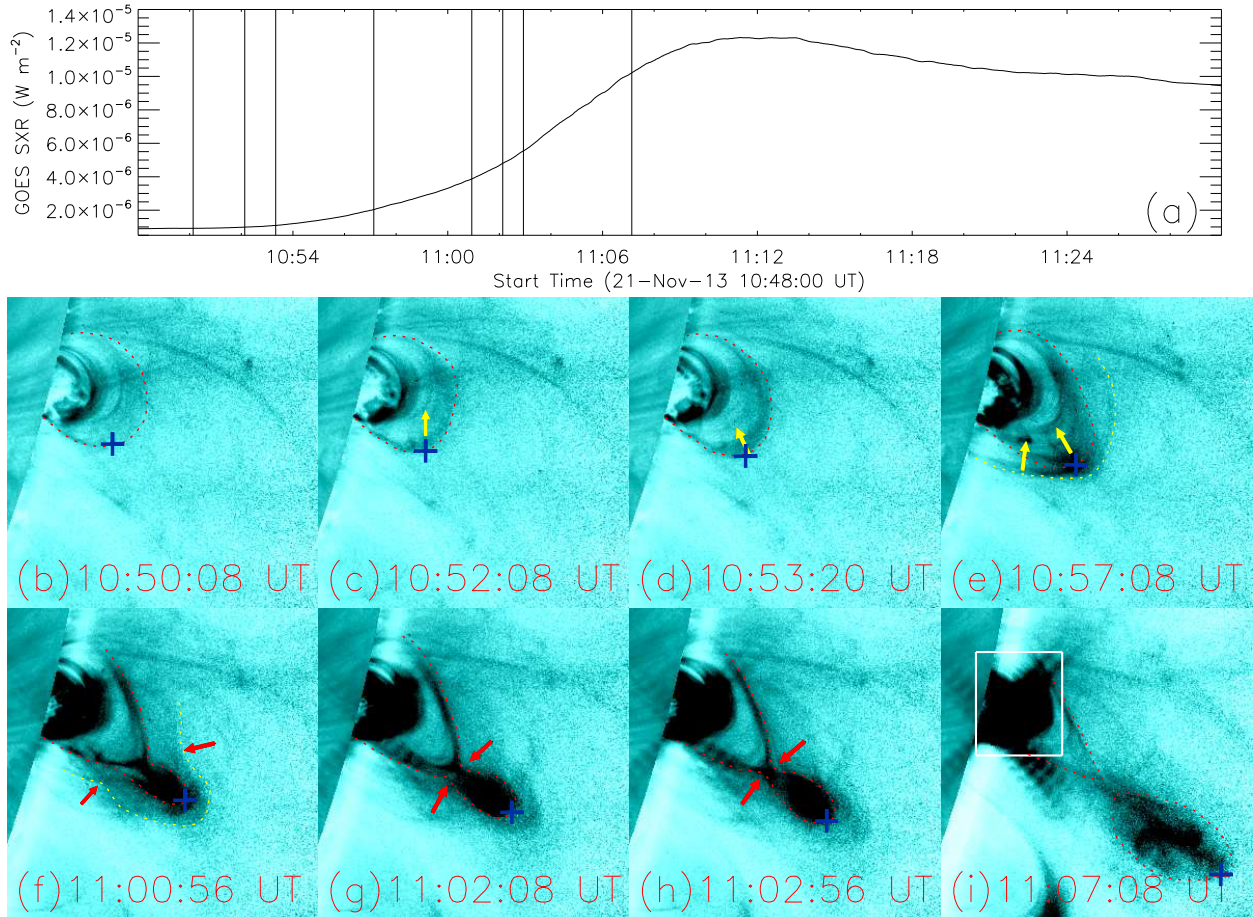 1.4×10⁻⁵
1.2×10⁻⁵
1.0×10⁻⁵
8.0×10⁻⁶
6.0×10⁻⁶
4.0×10⁻⁶
2.0×10⁻⁶
GOES SXR (W m⁻²)
(a)
10:54 11:00 11:06 11:12 11:18 11:24
Start Time (21-Nov-13 10:48:00 UT)
(b)10:50:08 UT
(c)10:52:08 UT
(d)10:53:20 UT
(e)10:57:08 UT
(f)11:00:56 UT
(g)11:02:08 UT
(h)11:02:56 UT
(i)11:07:08 UT